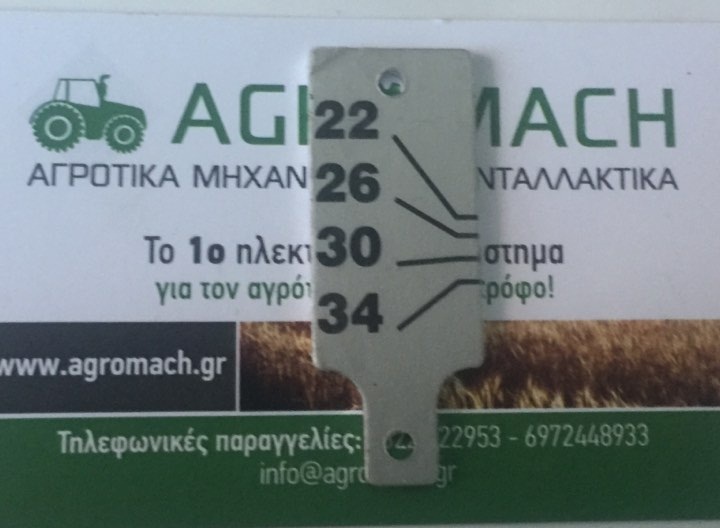 AG MACH
ΑΓΡΟΤΙΚΑ ΜΗΧΑΝ ΝΤΑΛΛΑΚΤΙΚΑ
Το 1ο ηλεκτ στημα
για τον αγρότ ρόφο!
22
26
30
34
www.agromach.gr
Τηλεφωνικές παραγγελίες: 22953 - 6972448933
info@agro gr